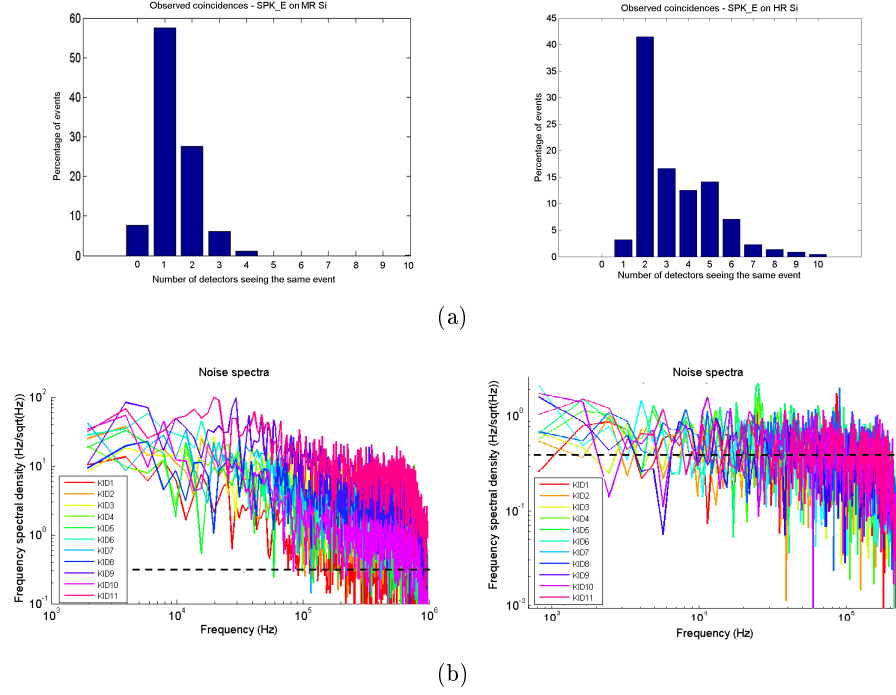 Observed coincidences - SPK_E on MR Si
60
50
40
30
20
10
0
Percentage of events
0 1 2 3 4 5 6 7 8 9 10
Number of detectors seeing the same event
Observed coincidences - SPK_E on HR Si
45
40
35
30
25
20
15
10
5
0
Percentage of events
0 1 2 3 4 5 6 7 8 9 10
Number of detectors seeing the same event
(a)
Noise spectra
Frequency spectral density (Hz/sqrt(Hz))
10^2
10^1
10^0
10^-1
KID1
KID2
KID3
KID4
KID5
KID6
KID7
KID8
KID9
KID10
KID11
10^3 10^4 10^5 10^6
Frequency (Hz)
Noise spectra
Frequency spectral density (Hz/sqrt(Hz))
10^0
10^-1
10^-2
KID1
KID2
KID3
KID4
KID5
KID6
KID7
KID8
KID9
KID10
KID11
10^3 10^4 10^5
Frequency (Hz)
(b)